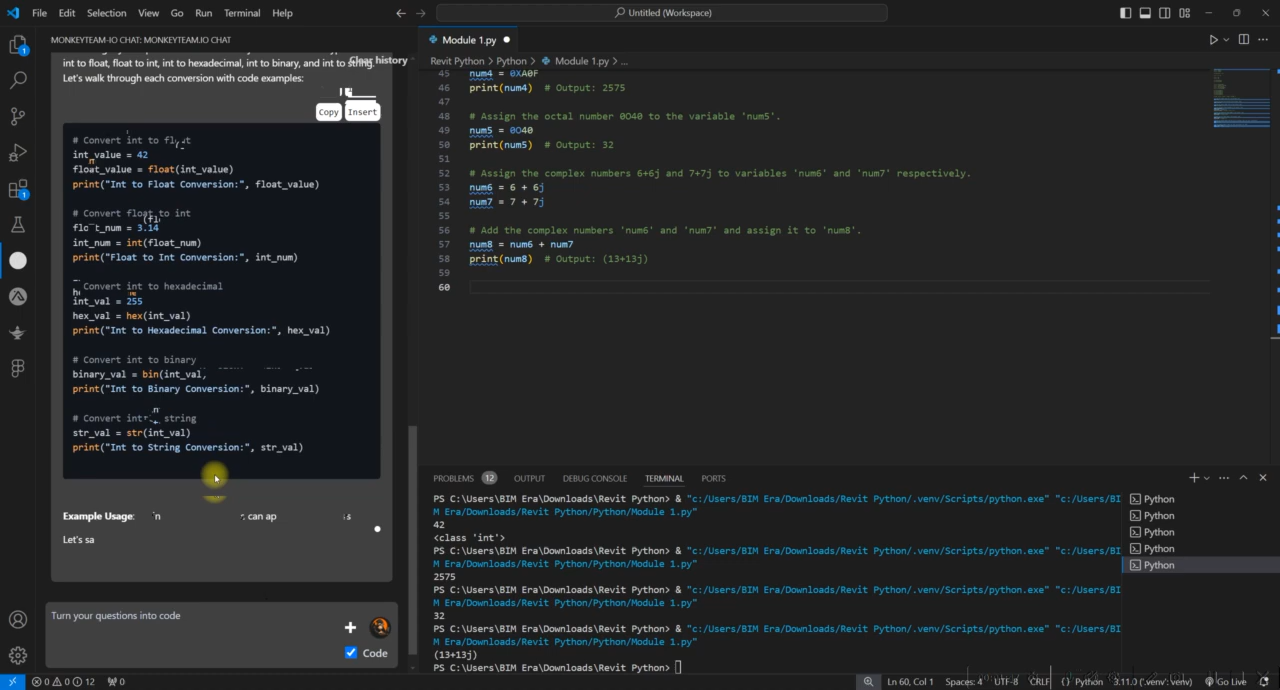 File Edit Selection View Go Run Terminal Help
Untitled (Workspace)
MONKEYTEAM-IO CHAT: MONKEYTEAM.IO CHAT
int to float, float to int, int to hexadecimal, int to binary, and int to string.
Clear history
Let's walk through each conversion with code examples:
Copy Insert
# Convert int to
int_value = 42
float_value = float(int_value)
print("Int to Float Conversion:", float_value)
# Convert float to int
3.14
int_num = int(float_num)
print("Float to Int Conversion:", int_num)
# Convert int to hexadecimal
int_val = 255
hex_val = hex(int_val)
print("Int to Hexadecimal Conversion:", hex_val)
# Convert int to binary
binary_val = bin(int_val,
print("Int to Binary Conversion:", binary_val)
# Convert int string
str_val = str(int_val)
print("Int to String Conversion:", str_val)
Example Usage: can ap
Let's sa
Turn your questions into code
Code
Module 1.py
Revit Python > Python > Module 1.py > ...
45 num4 = 0XA0F
46 print(num4) # Output: 2575
47
48 # Assign the octal number 0O40 to the variable 'num5'.
49 num5 = 0O40
50 print(num5) # Output: 32
51
52 # Assign the complex numbers 6+6j and 7+7j to variables 'num6' and 'num7' respectively.
53 num6 = 6 + 6j
54 num7 = 7 + 7j
55
56 # Add the complex numbers 'num6' and 'num7' and assign it to 'num8'.
57 num8 = num6 + num7
58 print(num8) # Output: (13+13j)
59
60
PROBLEMS 12 OUTPUT DEBUG CONSOLE TERMINAL PORTS
PS C:\Users\BIM Era\Downloads\Revit Python> & "c:/Users/BIM Era/Downloads/Revit Python/.venv/Scripts/python.exe" "c:/Users/BI
M Era/Downloads/Revit Python/Python/Module 1.py"
42
<class 'int'>
PS C:\Users\BIM Era\Downloads\Revit Python> & "c:/Users/BIM Era/Downloads/Revit Python/.venv/Scripts/python.exe" "c:/Users/BI
M Era/Downloads/Revit Python/Python/Module 1.py"
2575
PS C:\Users\BIM Era\Downloads\Revit Python> & "c:/Users/BIM Era/Downloads/Revit Python/.venv/Scripts/python.exe" "c:/Users/BI
M Era/Downloads/Revit Python/Python/Module 1.py"
32
PS C:\Users\BIM Era\Downloads\Revit Python> & "c:/Users/BIM Era/Downloads/Revit Python/.venv/Scripts/python.exe" "c:/Users/BI
M Era/Downloads/Revit Python/Python/Module 1.py"
(13+13j)
PS C:\Users\BIM Era\Downloads\Revit Python>
Python
Python
Python
Python
Python
0 0 12 0
Ln 60, Col 1 Spaces: 4 UTF-8 CRLF {} Python 3.11.0 ('.venv': venv) Go Live